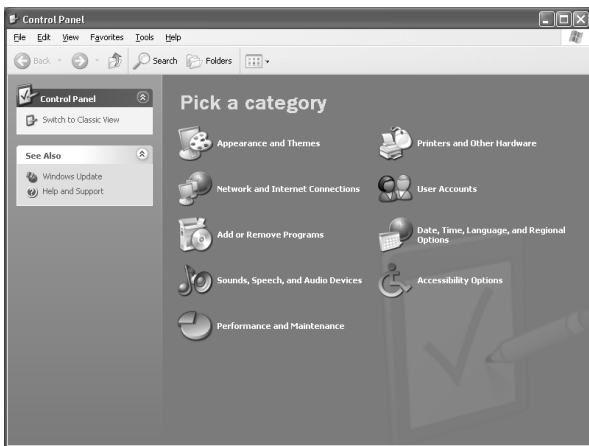 Control Panel
File Edit View Favorites Tools Help
Back Search Folders
Control Panel
Switch to Classic View
See Also
Windows Update
Help and Support
Pick a category
Appearance and Themes
Printers and Other Hardware
Network and Internet Connections
User Accounts
Add or Remove Programs
Date, Time, Language, and Regional
Options
Sounds, Speech, and Audio Devices
Accessibility Options
Performance and Maintenance